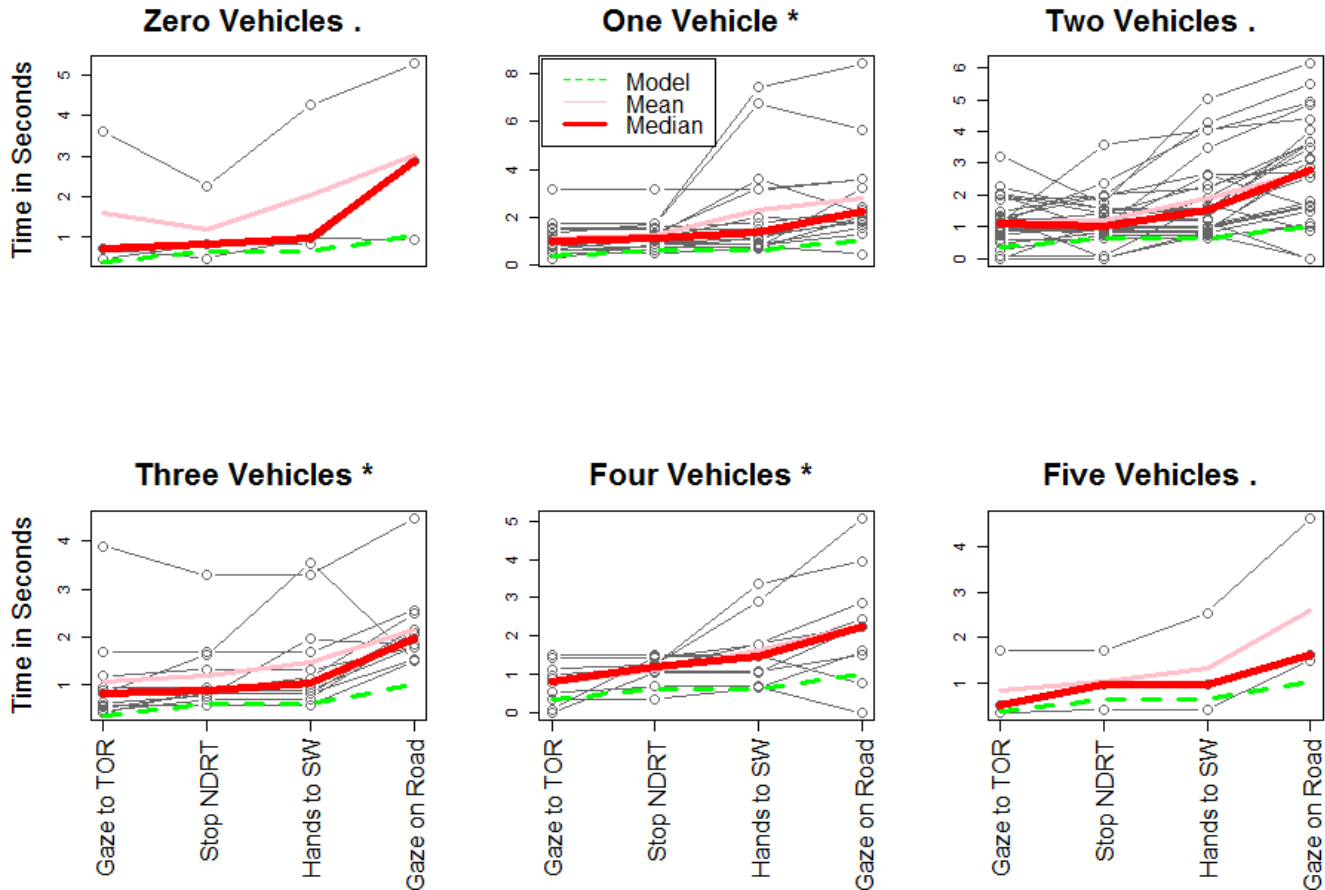 Zero Vehicles .
One Vehicle *
Two Vehicles .
Time in Seconds
5
4
3
2
1
8
6
4
2
0
Model
Mean
Median
6
5
4
3
2
1
0
Three Vehicles *
Four Vehicles *
Five Vehicles .
Time in Seconds
4
3
2
1
5
4
3
2
1
0
4
3
2
1
Gaze to TOR
Stop NDRT
Hands to SW
Gaze on Road
Gaze to TOR
Stop NDRT
Hands to SW
Gaze on Road
Gaze to TOR
Stop NDRT
Hands to SW
Gaze on Road